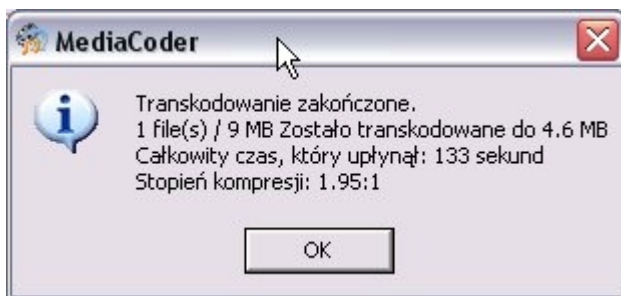 MediaCoder
Transkodowanie zakończone.
1 file(s) / 9 MB Zostało transkodowane do 4.6 MB
Całkowity czas, który upłynął: 133 sekund
Stopień kompresji: 1.95:1
OK